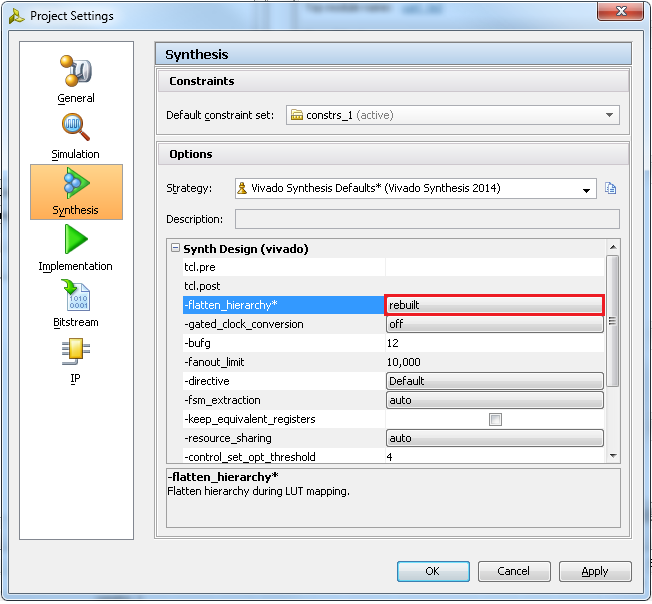 Project Settings
General
Simulation
Synthesis
Implementation
Bitstream
IP
Synthesis
Constraints
Default constraint set: constrs_1 (active)
Options
Strategy: Vivado Synthesis Defaults* (Vivado Synthesis 2014)
Description:
Synth Design (vivado)
tcl.pre
tcl.post
-flatten_hierarchy* rebuilt
-gated_clock_conversion off
-bufg 12
-fanout_limit 10,000
-directive Default
-fsm_extraction auto
-keep_equivalent_registers
-resource_sharing auto
-control_set_opt_threshold 4
-flatten_hierarchy*
Flatten hierarchy during LUT mapping.
OK Cancel Apply